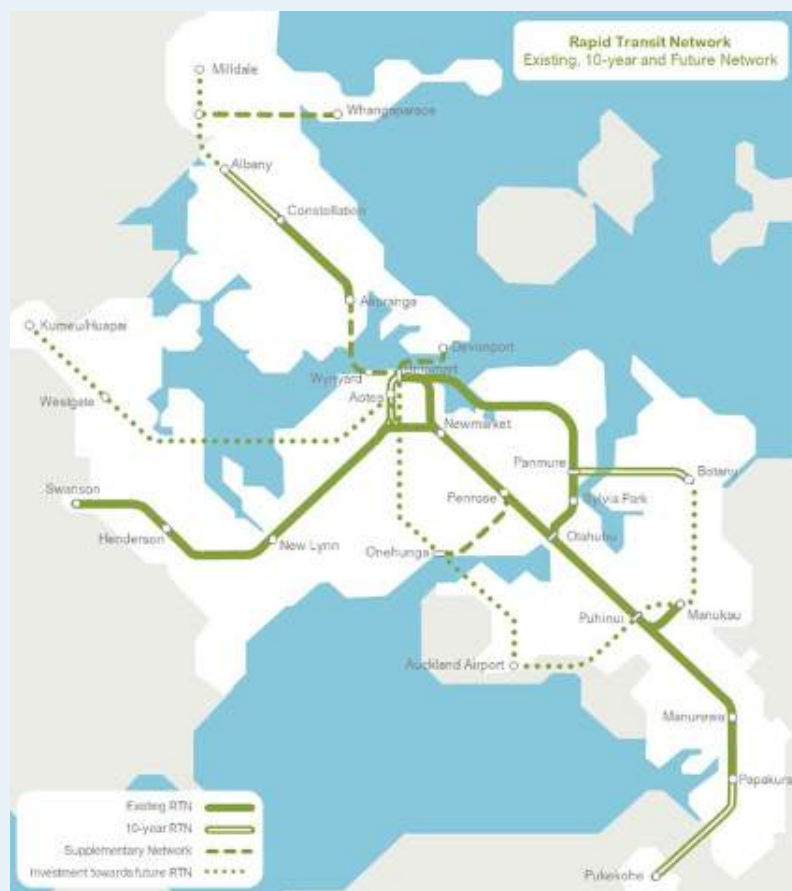 Rapid Transit Network
Existing, 10-year and Future Network
Milldale
Whangaparaoa
Albany
Constellation
Akoranga
Kumeu/Huapai
Devonport
Britomart
Wynyard
Aotea
Westgate
Newmarket
Panmure
Botany
Swanson
Penrose
Sylvia Park
Henderson
New Lynn
Onehunga
Otahuhu
Puhinui
Manukau
Auckland Airport
Manurewa
Papakura
Pukekohe
Existing RTN
10-year RTN
Supplementary Network
Investment towards future RTN